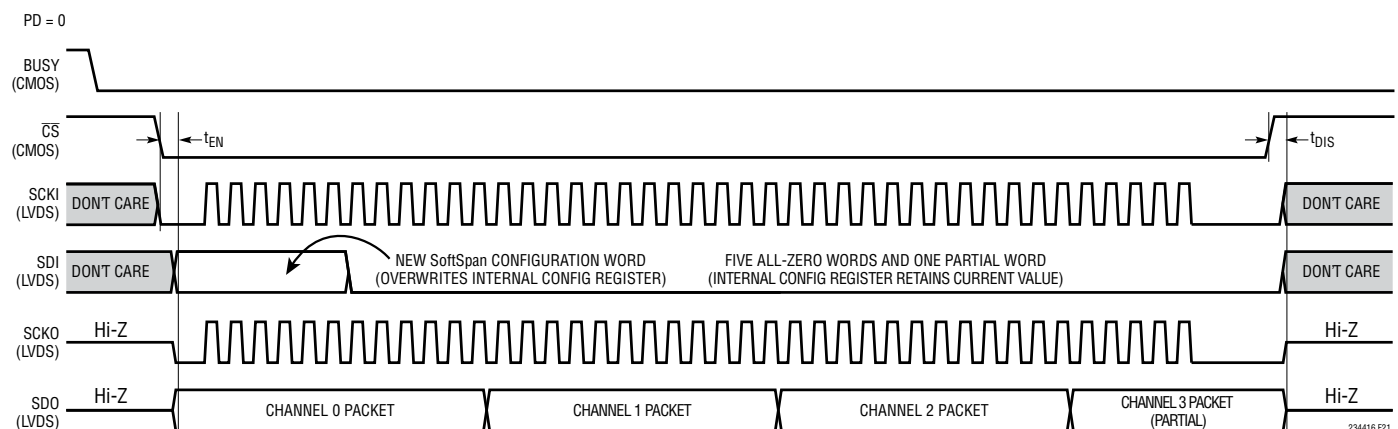 PD = 0
BUSY
(CMOS)
CS
(CMOS)
tEN
tDIS
SCKI
(LVDS)
DON'T CARE
DON'T CARE
SDI
(LVDS)
DON'T CARE
NEW SoftSpan CONFIGURATION WORD
(OVERWRITES INTERNAL CONFIG REGISTER)
FIVE ALL-ZERO WORDS AND ONE PARTIAL WORD
(INTERNAL CONFIG REGISTER RETAINS CURRENT VALUE)
DON'T CARE
SCKO
(LVDS)
Hi-Z
Hi-Z
SDO
(LVDS)
Hi-Z
CHANNEL 0 PACKET
CHANNEL 1 PACKET
CHANNEL 2 PACKET
CHANNEL 3 PACKET
(PARTIAL)
Hi-Z
234416 F21